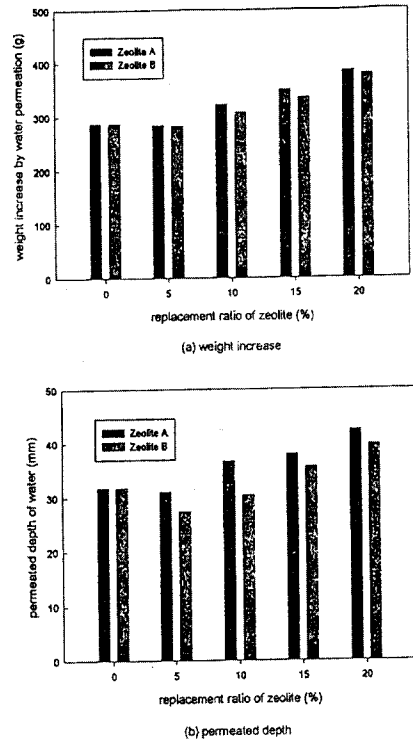 500
400
300
200
100
0
weight increase by water permeation (g)
Zeolite A
Zeolite B
0 5 10 15 20
replacement ratio of zeolite (%)
(a) weight increase
50
40
30
20
10
0
permeated depth of water (mm)
Zeolite A
Zeolite B
0 5 10 15 20
replacement ratio of zeolite (%)
(b) permeated depth